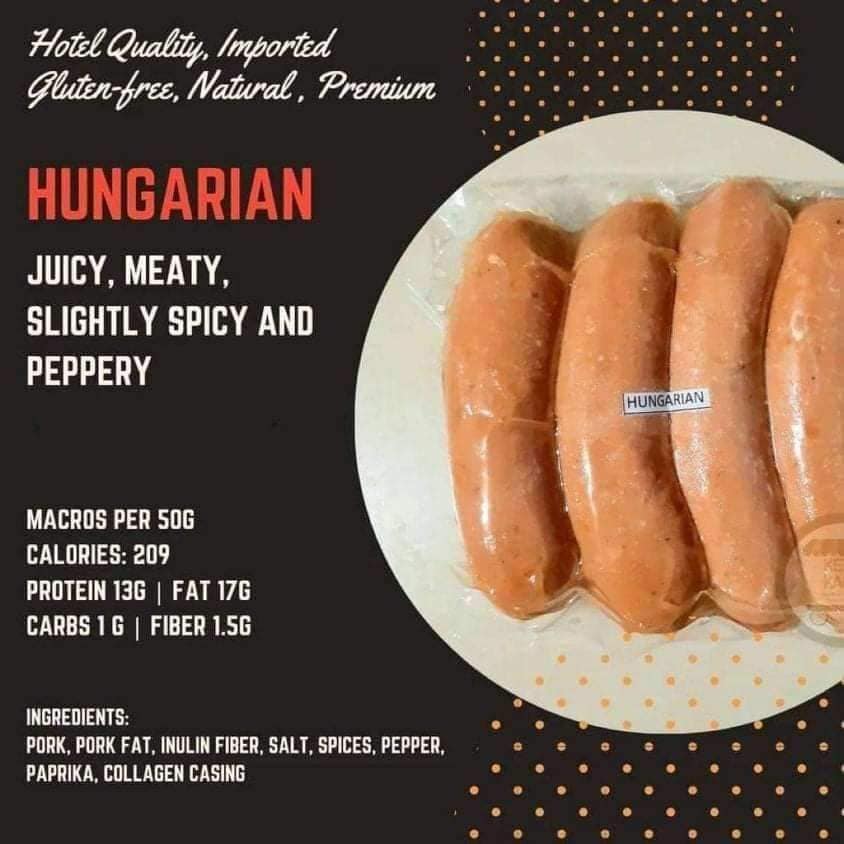 Hotel Quality, Imported
Gluten-free, Natural, Premium
HUNGARIAN
JUICY, MEATY,
SLIGHTLY SPICY AND
PEPPERY
HUNGARIAN
MACROS PER 50G
CALORIES: 209
PROTEIN 13G | FAT 17G
CARBS 1 G | FIBER 1.5G
INGREDIENTS:
PORK, PORK FAT, INULIN FIBER, SALT, SPICES, PEPPER,
PAPRIKA, COLLAGEN CASING